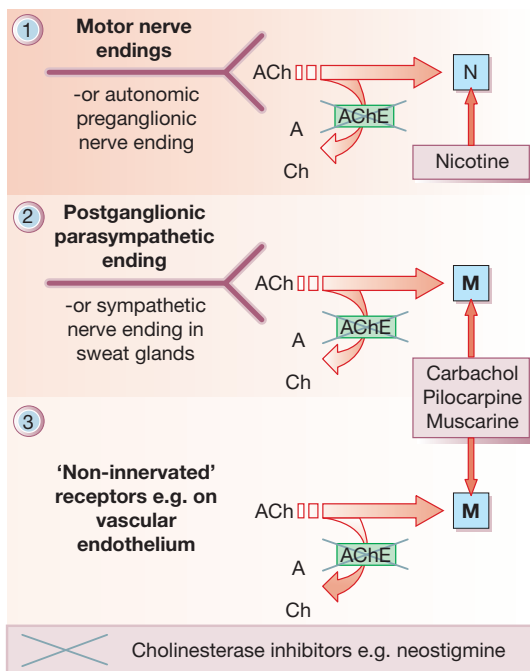 1
Motor nerve
endings
-or autonomic
preganglionic
nerve ending
ACh
N
AChE
A
Ch
Nicotine
2
Postganglionic
parasympathetic
ending
-or sympathetic
nerve ending in
sweat glands
ACh
M
AChE
A
Ch
Carbachol
Pilocarpine
Muscarine
3
‘Non-innervated’
receptors e.g. on
vascular
endothelium
ACh
M
AChE
A
Ch
Cholinesterase inhibitors e.g. neostigmine